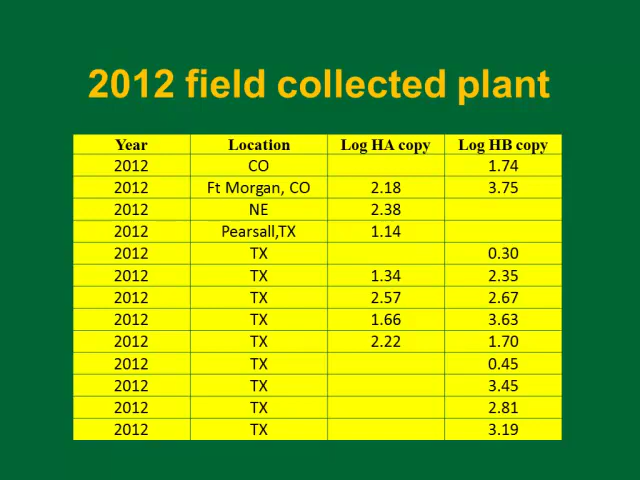 2012 field collected plant
Year Location Log HA copy Log HB copy
2012 CO 1.74
2012 Ft Morgan, CO 2.18 3.75
2012 NE 2.38
2012 Pearsall,TX 1.14
2012 TX 0.30
2012 TX 1.34 2.35
2012 TX 2.57 2.67
2012 TX 1.66 3.63
2012 TX 2.22 1.70
2012 TX 0.45
2012 TX 3.45
2012 TX 2.81
2012 TX 3.19